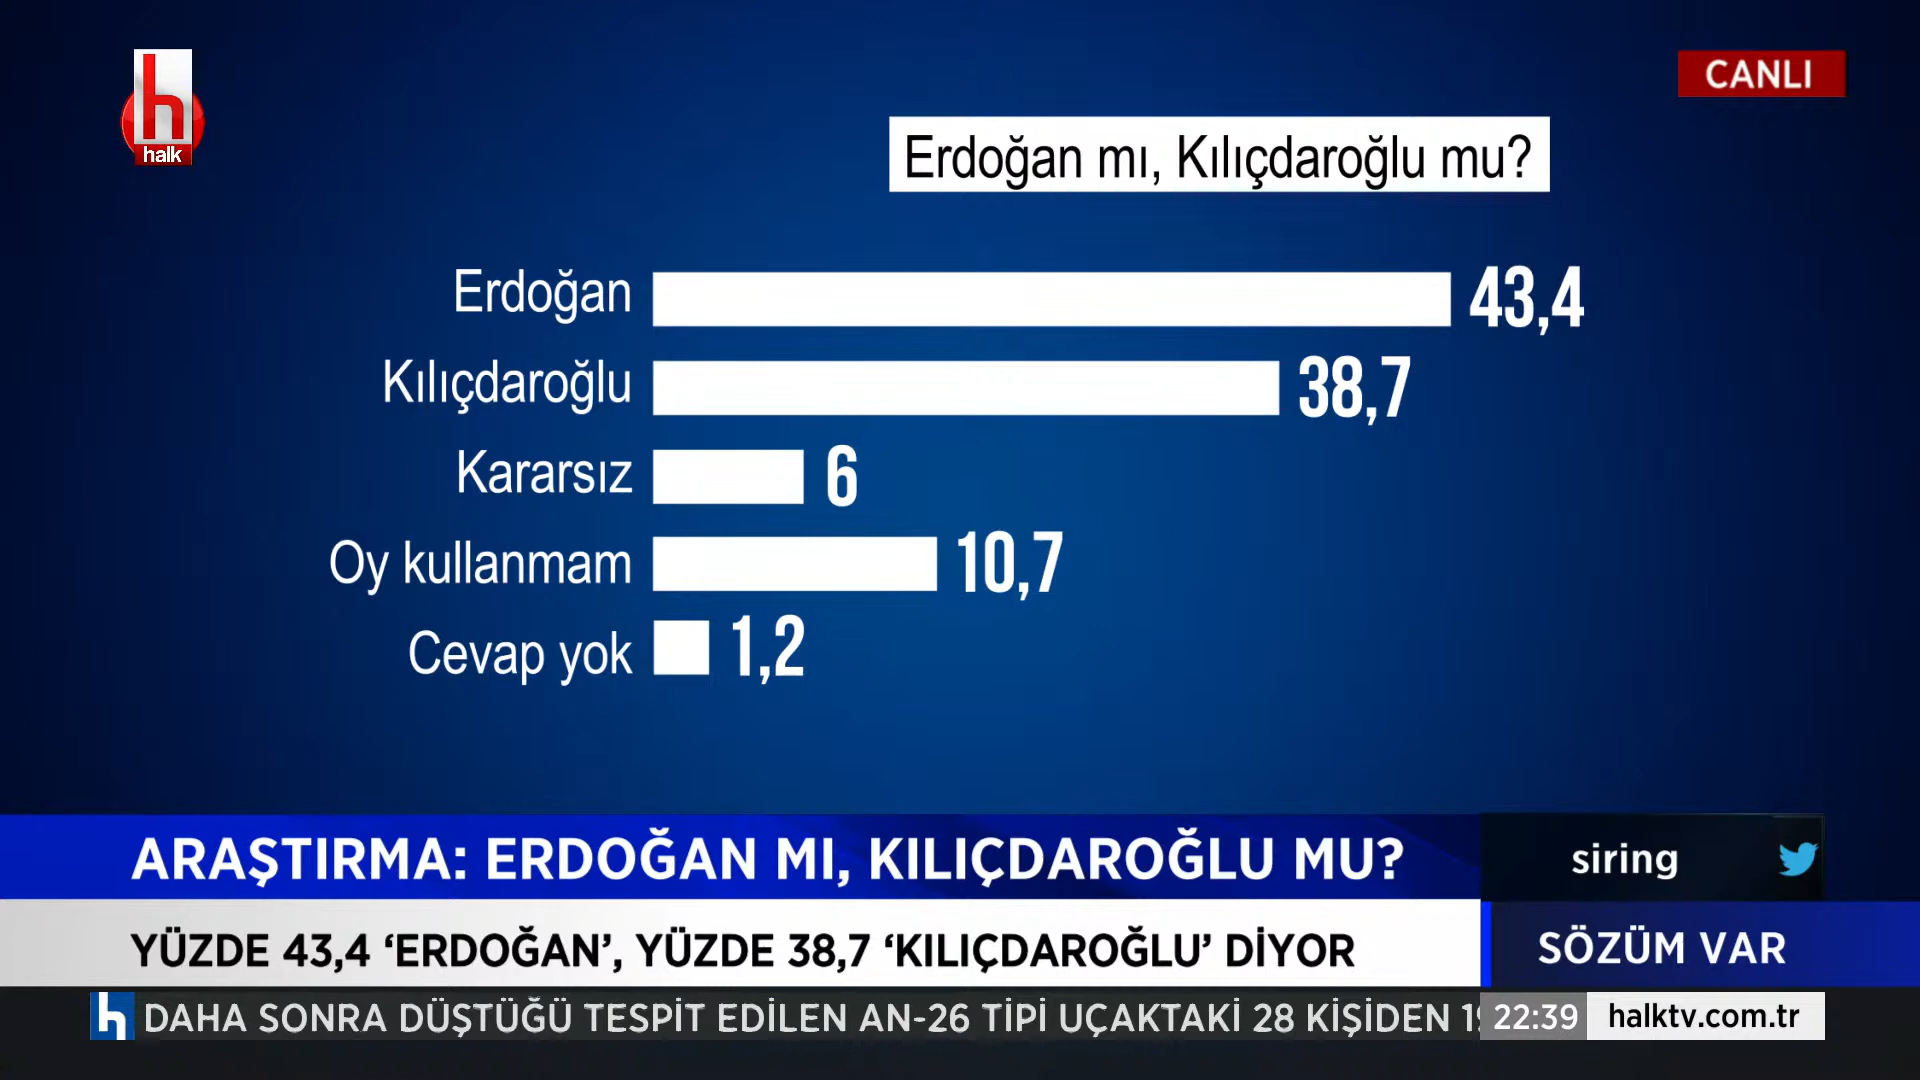 h
halk
CANLI
Erdoğan mı, Kılıçdaroğlu mu?
Erdoğan 43,4
Kılıçdaroğlu 38,7
Kararsız 6
Oy kullanmam 10,7
Cevap yok 1,2
ARAŞTIRMA: ERDOĞAN MI, KILIÇDAROĞLU MU?
siring
YÜZDE 43,4 ‘ERDOĞAN’, YÜZDE 38,7 ‘KILIÇDAROĞLU’ DİYOR
SÖZÜM VAR
h DAHA SONRA DÜŞTÜĞÜ TESPİT EDİLEN AN-26 TİPİ UÇAKTAKİ 28 KİŞİDEN
22:39
halktv.com.tr